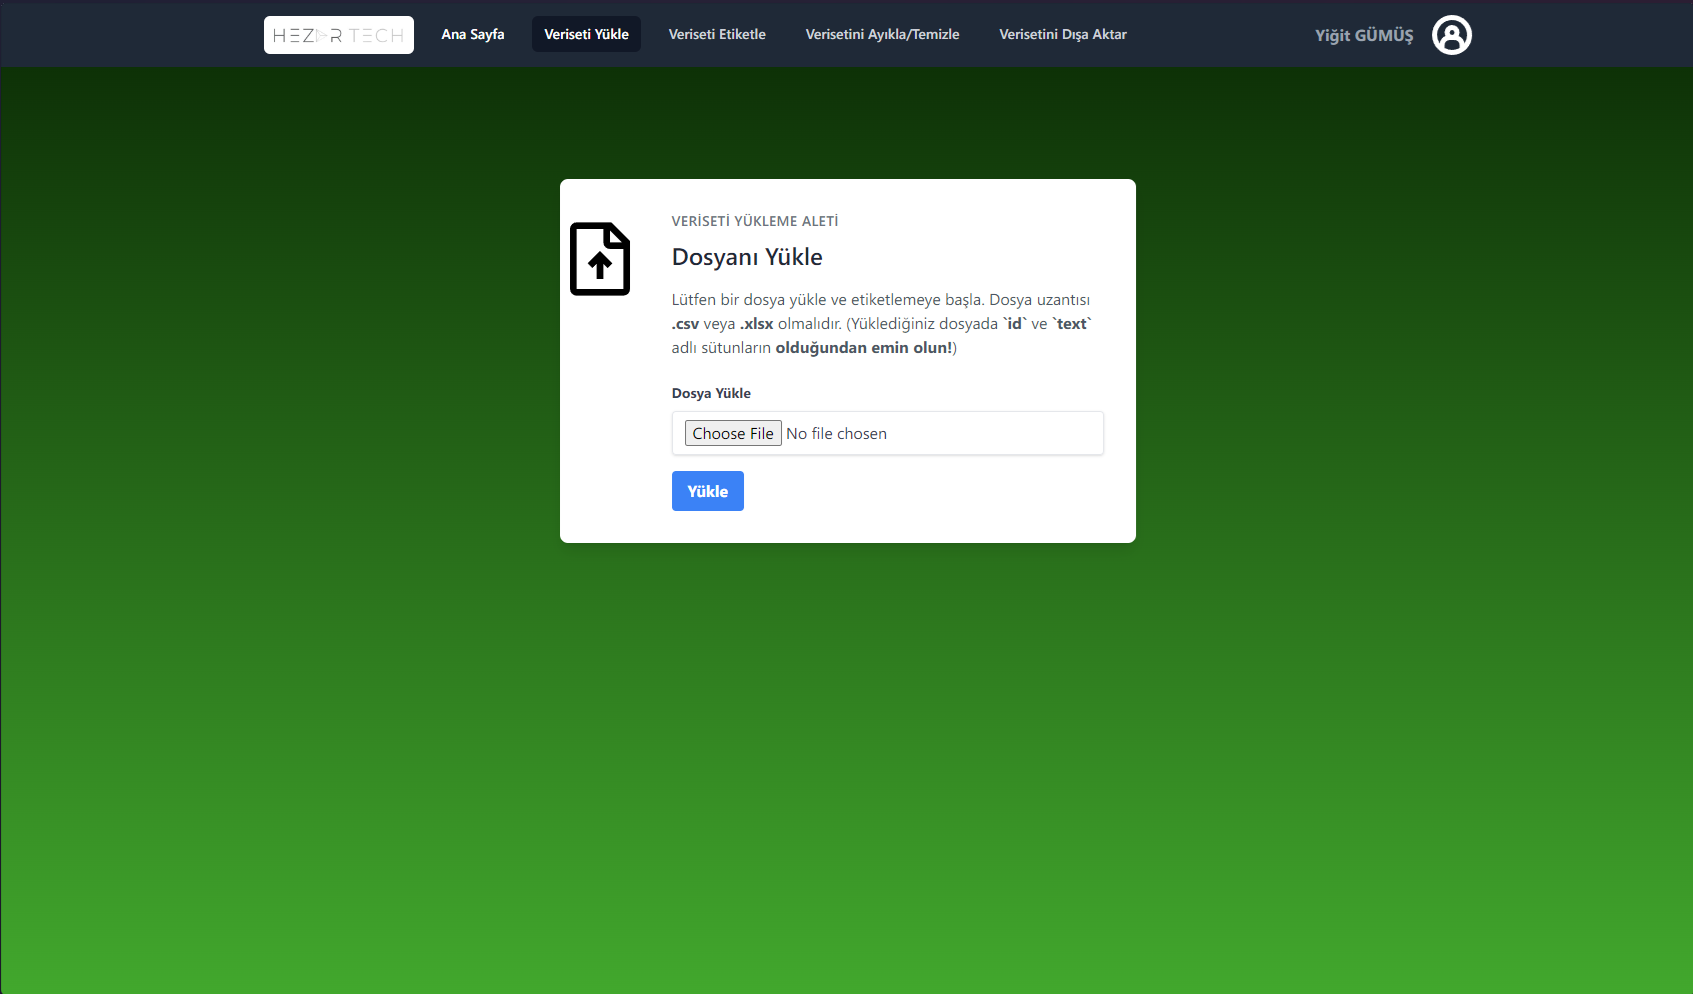 HEZAR TECH
Ana Sayfa
Veriseti Yükle
Veriseti Etiketle
Verisetini Ayıkla/Temizle
Verisetini Dışa Aktar
Yiğit GÜMÜŞ
VERİSETİ YÜKLEME ALETİ
Dosyanı Yükle
Lütfen bir dosya yükle ve etiketlemeye başla. Dosya uzantısı
.csv veya .xlsx olmalıdır. (Yüklediğiniz dosyada `id` ve `text`
adlı sütunların olduğundan emin olun!)
Dosya Yükle
Choose File No file chosen
Yükle